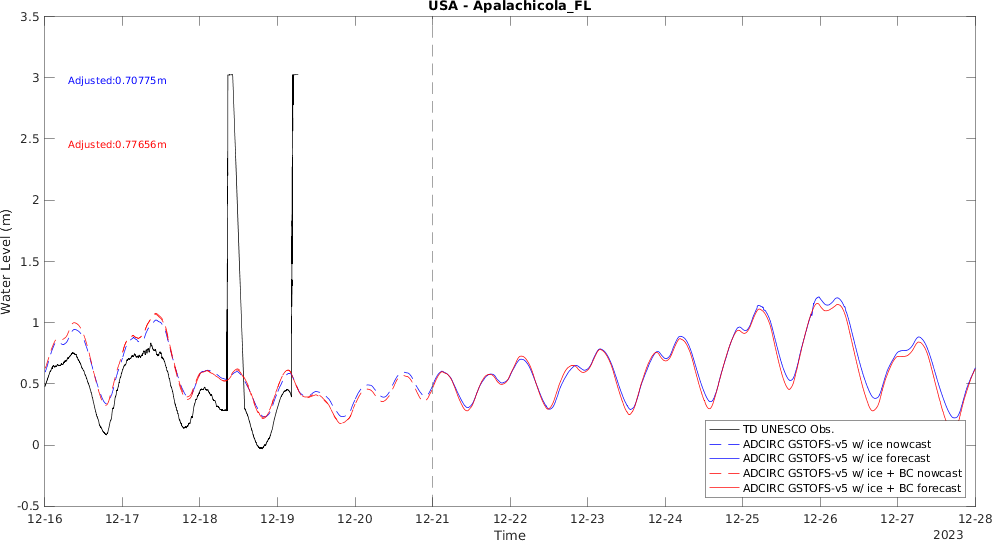 USA - Apalachicola_FL
3.5
3
2.5
2
1.5
1
0.5
0
-0.5
Water Level (m)
Adjusted:0.70775m
Adjusted:0.77656m
TD UNESCO Obs.
ADCIRC GSTOFS-v5 w/ ice nowcast
ADCIRC GSTOFS-v5 w/ ice forecast
ADCIRC GSTOFS-v5 w/ ice + BC nowcast
ADCIRC GSTOFS-v5 w/ ice + BC forecast
12-16 12-17 12-18 12-19 12-20 12-21 12-22 12-23 12-24 12-25 12-26 12-27 12-28
Time
2023